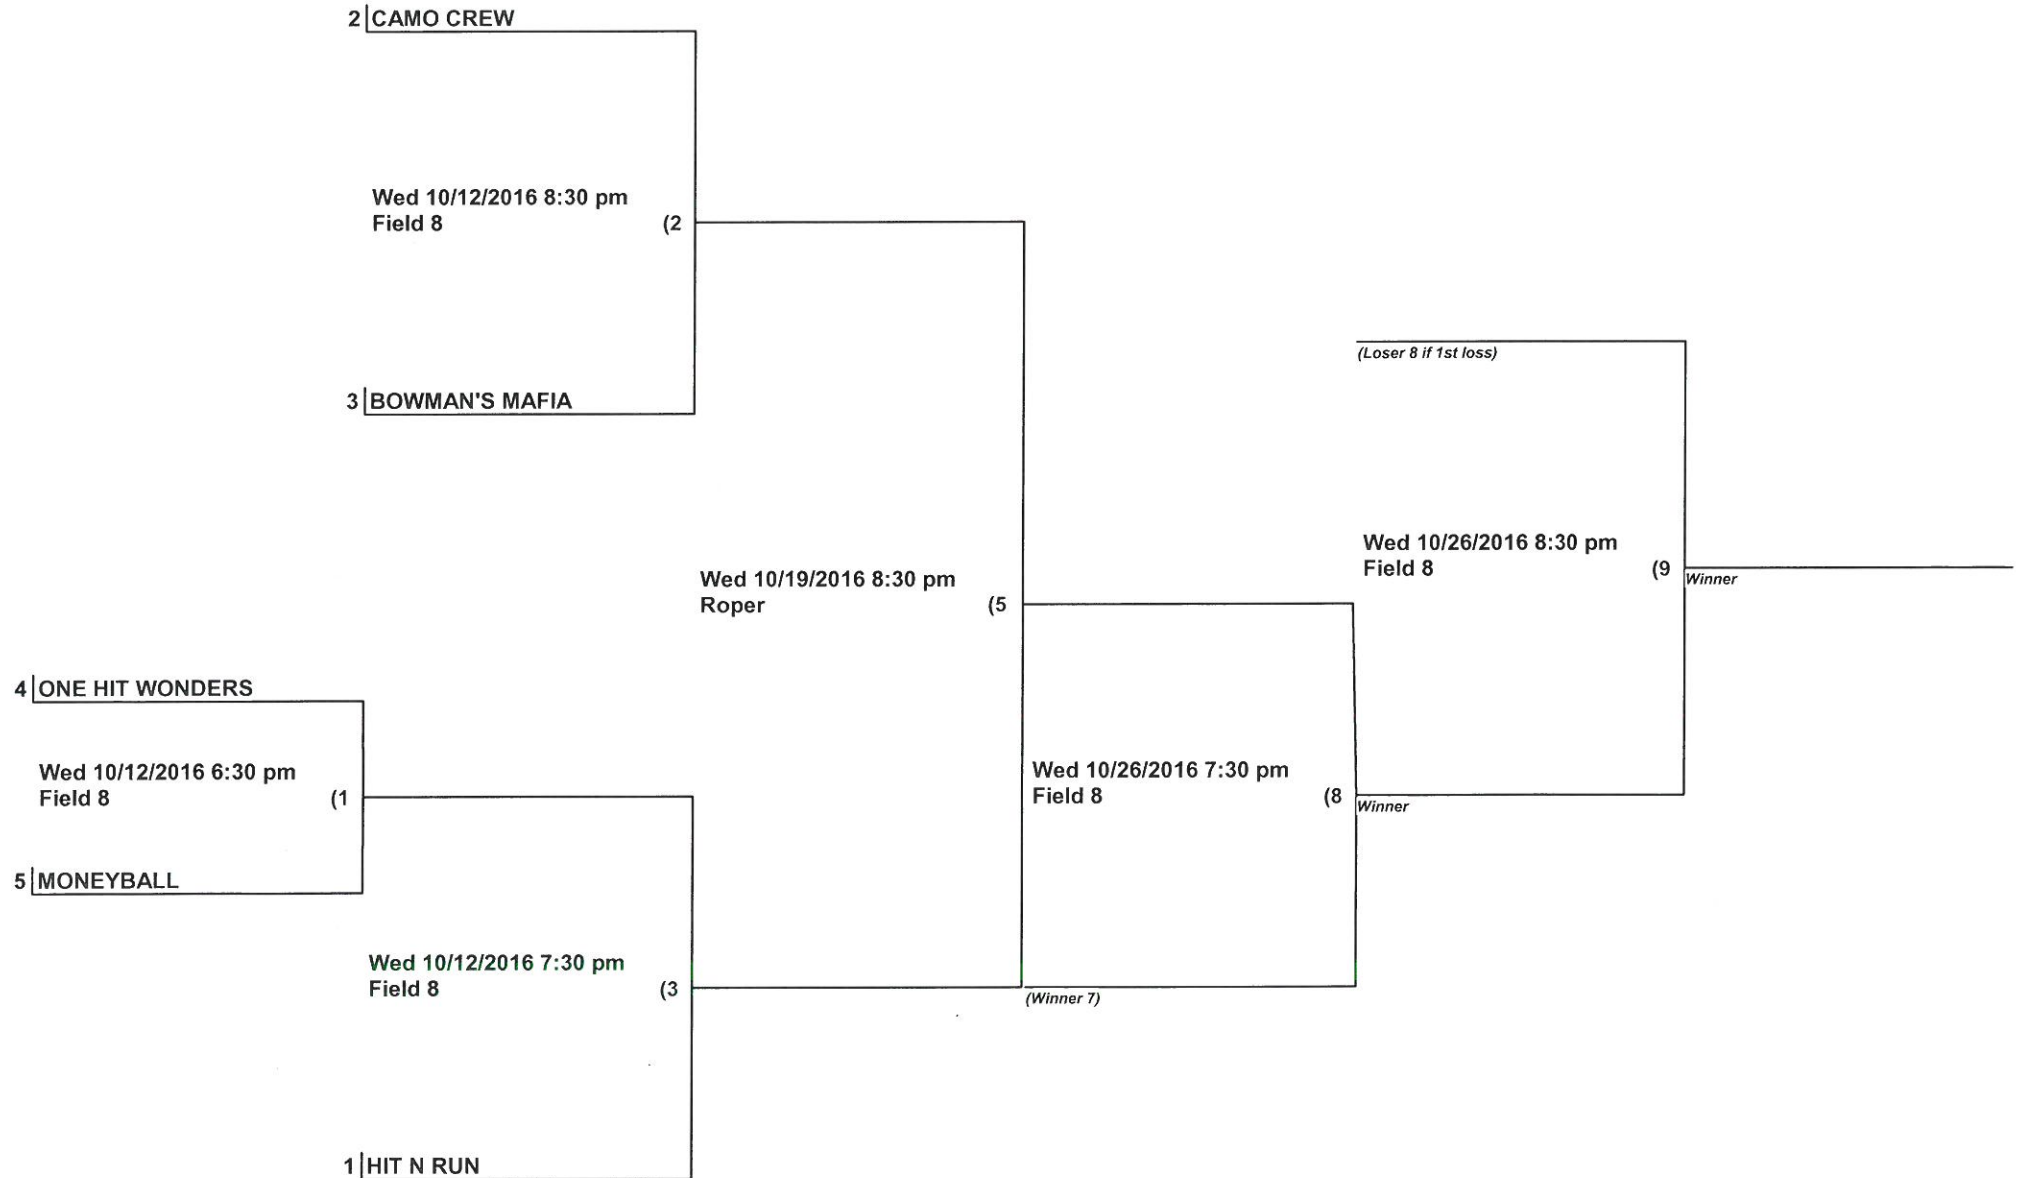 2 CAMO CREW
Wed 10/12/2016 8:30 pm
Field 8 (2
3 BOWMAN'S MAFIA
(Loser 8 if 1st loss)
Wed 10/26/2016 8:30 pm
Field 8 (9
Winner
Wed 10/19/2016 8:30 pm
Roper (5
4 ONE HIT WONDERS
Wed 10/12/2016 6:30 pm
Field 8 (1
5 MONEYBALL
Wed 10/26/2016 7:30 pm
Field 8 (8
Winner
Wed 10/12/2016 7:30 pm
Field 8 (3
(Winner 7)
1 HIT N RUN